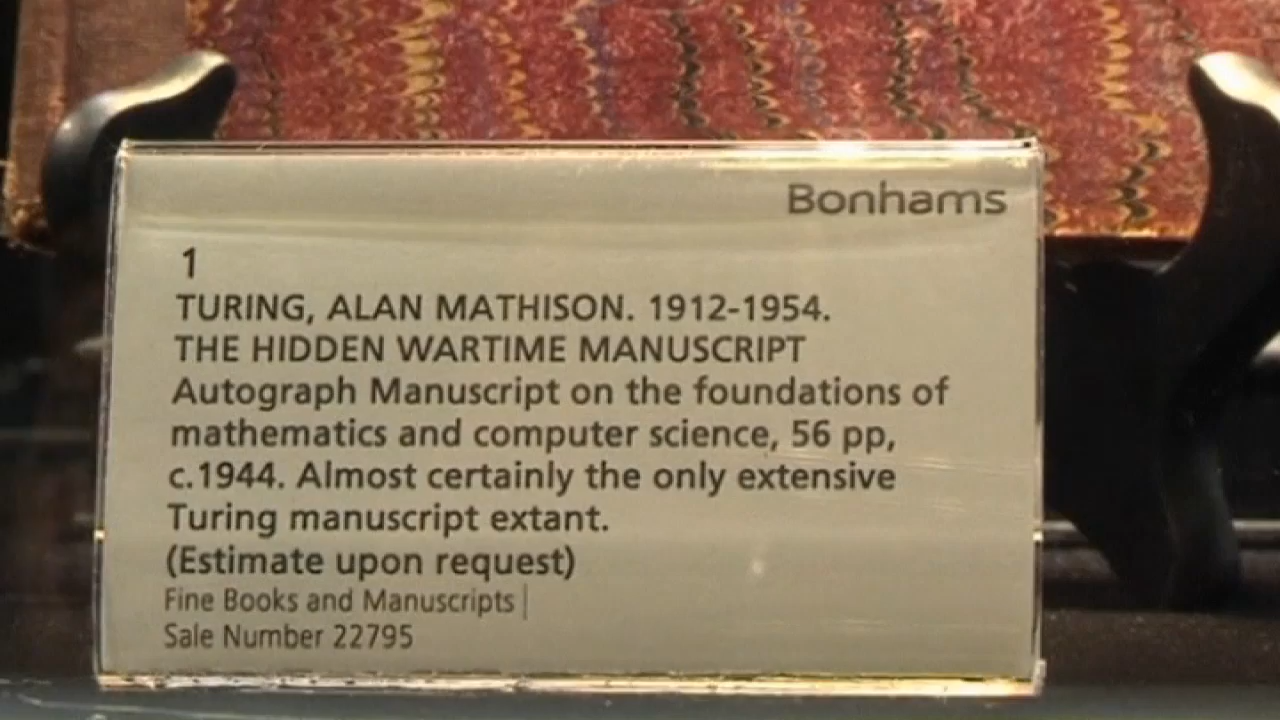 Bonhams
1
TURING, ALAN MATHISON. 1912-1954.
THE HIDDEN WARTIME MANUSCRIPT
Autograph Manuscript on the foundations of
mathematics and computer science, 56 pp,
c.1944. Almost certainly the only extensive
Turing manuscript extant.
(Estimate upon request)
Fine Books and Manuscripts |
Sale Number 22795